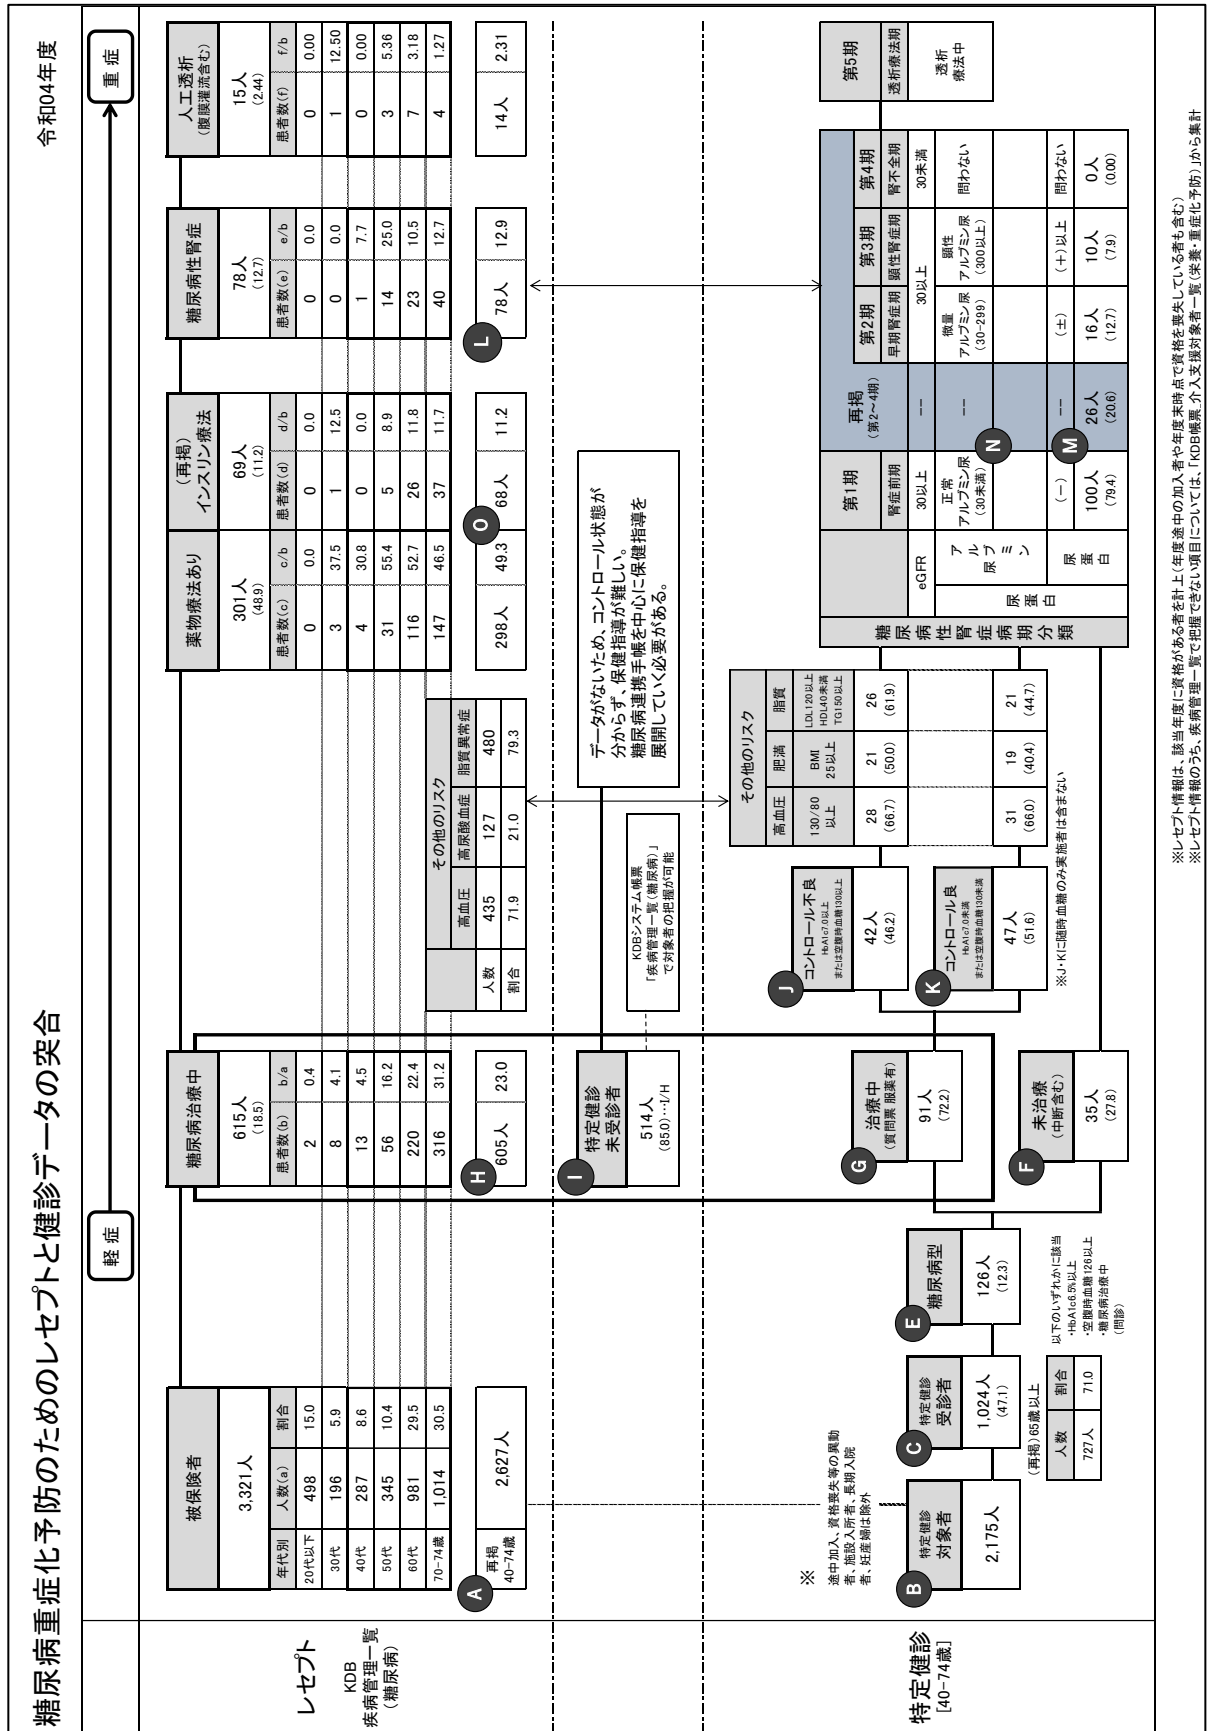 糖尿病重症化予防のためのレセプトと健診データの突合
令和04年度
軽症
重症
レセプト
KDB
疾病管理一覧
(糖尿病)
被保険者
3,321人
年代別 人数(a) 割合
20代以下 498 15.0
30代 196 5.9
40代 287 8.6
50代 345 10.4
60代 981 29.5
70-74歳 1,014 30.5
A
再掲
40-74歳
2,627人
糖尿病治療中
615人
(18.5)
患者数(b) b/a
2 0.4
8 4.1
13 4.5
56 16.2
220 22.4
316 31.2
H
605人 23.0
その他のリスク
高血圧 高尿酸血症 脂質異常症
人数 435 127 480
割合 71.9 21.0 79.3
薬物療法あり
301人
(48.9)
患者数(c) c/b
0 0.0
3 37.5
4 30.8
31 55.4
116 52.7
147 46.5
298人 49.3
O
(再掲)
インスリン療法
69人
(11.2)
患者数(d) d/b
0 0.0
1 12.5
0 0.0
5 8.9
26 11.8
37 11.7
68人 11.2
糖尿病性腎症
78人
(12.7)
患者数(e) e/b
0 0.0
0 0.0
1 7.7
14 25.0
23 10.5
40 12.7
L
78人 12.9
人工透析
(腹膜灌流含む)
15人
(2.44)
患者数(f) f/b
0 0.00
1 12.50
0 0.00
3 5.36
7 3.18
4 1.27
14人 2.31
I
特定健診
未受診者
514人
(85.0)…I/H
KDBシステム帳票
「疾病管理一覧(糖尿病)」
で対象者の把握が可能
データがないため、コントロール状態が
分からず、保健指導が難しい。
糖尿病連携手帳を中心に保健指導を
展開していく必要がある。
特定健診
[40-74歳]
※
途中加入、資格喪失等の異動
者、施設入所者、長期入院
者、妊産婦は除外
B
特定健診
対象者
2,175人
C
特定健診
受診者
1,024人
(47.1)
(再掲)65歳以上
人数 割合
727人 71.0
E
糖尿病型
126人
(12.3)
以下のいずれかに該当
・HbA1c6.5%以上
・空腹時血糖126以上
・糖尿病治療中
(問診)
G
治療中
(質問票 服薬有)
91人
(72.2)
F
未治療
(中断含む)
35人
(27.8)
J
コントロール不良
HbA1c7.0以上
または空腹時血糖130以上
42人
(46.2)
K
コントロール良
HbA1c7.0未満
または空腹時血糖130未満
47人
(51.6)
※J・Kに随時血糖のみ実施者は含まない
その他のリスク
高血圧 肥満 脂質
130/80
以上
BMI
25以上
LDL120以上
HDL40未満
TG150以上
28
(66.7)
21
(50.0)
26
(61.9)
31
(66.0)
19
(40.4)
21
(44.7)
糖尿病性腎症病期分類
第1期 再掲
(第2~4期)
第2期 第3期 第4期 第5期
腎症前期 早期腎症期 顕性腎症期 腎不全期 透析療法期
eGFR 30以上 -- 30以上 30未満
透析
療法中
尿蛋白
尿アルブミン
正常
アルブミン尿
(30未満)
--
微量
アルブミン尿
(30-299)
顕性
アルブミン尿
(300以上)
問わない
N
尿蛋白
(-) -- (±) (+)以上 問わない
M
100人
(79.4)
26人
(20.6)
16人
(12.7)
10人
(7.9)
0人
(0.00)
※レセプト情報は、該当年度に資格がある者を計上(年度途中の加入者や年度末時点で資格を喪失している者も含む)
※レセプト情報のうち、疾病管理一覧で把握できない項目については、「KDB帳票_介入支援対象者一覧(栄養・重症化予防)」から集計